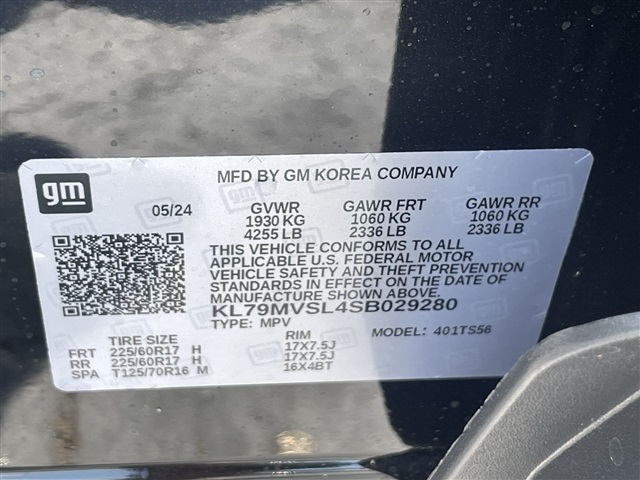 gm
MFD BY GM KOREA COMPANY
05/24 GVWR GAWR FRT GAWR RR
1930 KG 1060 KG 1060 KG
4255 LB 2336 LB 2336 LB
THIS VEHICLE CONFORMS TO ALL
APPLICABLE U.S. FEDERAL MOTOR
VEHICLE SAFETY AND THEFT PREVENTION
STANDARDS IN EFFECT ON THE DATE OF
MANUFACTURE SHOWN ABOVE.
KL79MVSL4SB029280
TYPE: MPV MODEL: 401TS56
TIRE SIZE RIM
FRT 225/60R17 H 17X7.5J
RR 225/60R17 H 17X7.5J
SPA T125/70R16 M 16X4BT